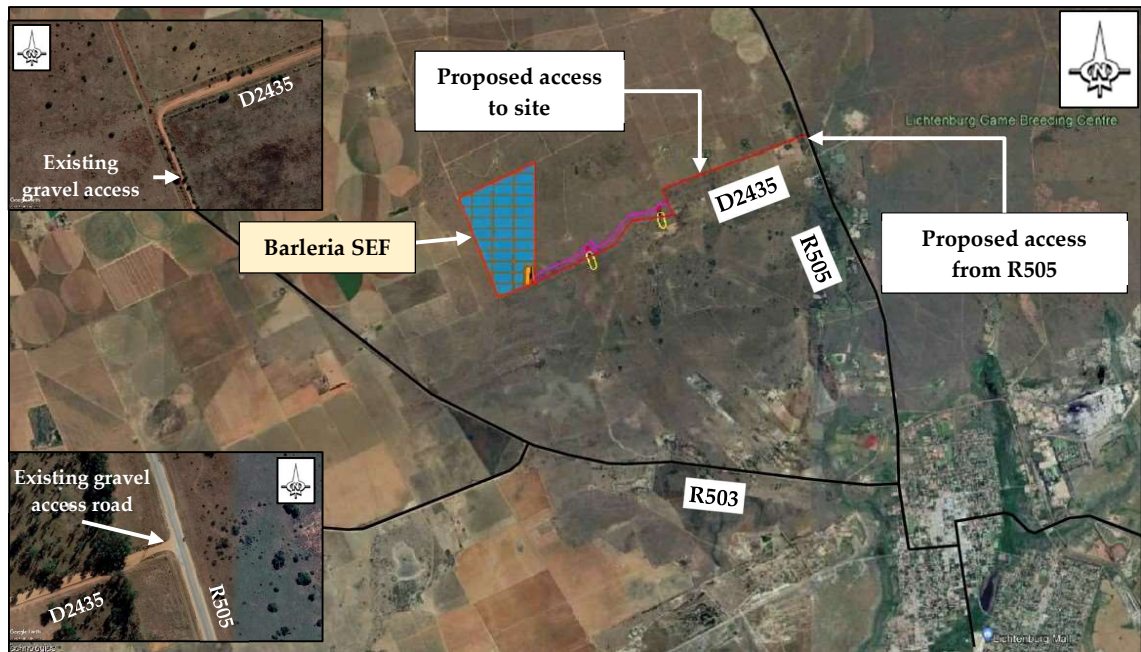 N
D2435
Existing
gravel access
Proposed access
to site
N
Lichtenburg Game Breeding Centre
D2435
Barleria SEF
R505
Proposed access
from R505
N
Existing gravel
access road
D2435
R505
R503
Lichtenburg Mall